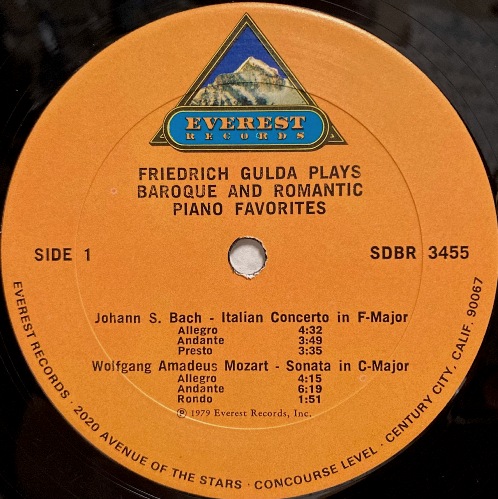 EVEREST
RECORDS
FRIEDRICH GULDA PLAYS
BAROQUE AND ROMANTIC
PIANO FAVORITES
SIDE 1
SDBR 3455
Johann S. Bach - Italian Concerto in F-Major
Allegro 4:32
Andante 3:49
Presto 3:35
Wolfgang Amadeus Mozart - Sonata in C-Major
Allegro 4:15
Andante 6:19
Rondo 1:51
℗ 1979 Everest Records, Inc.
EVEREST RECORDS · 2020 AVENUE OF THE STARS · CONCOURSE LEVEL · CENTURY CITY, CALIF. 90067